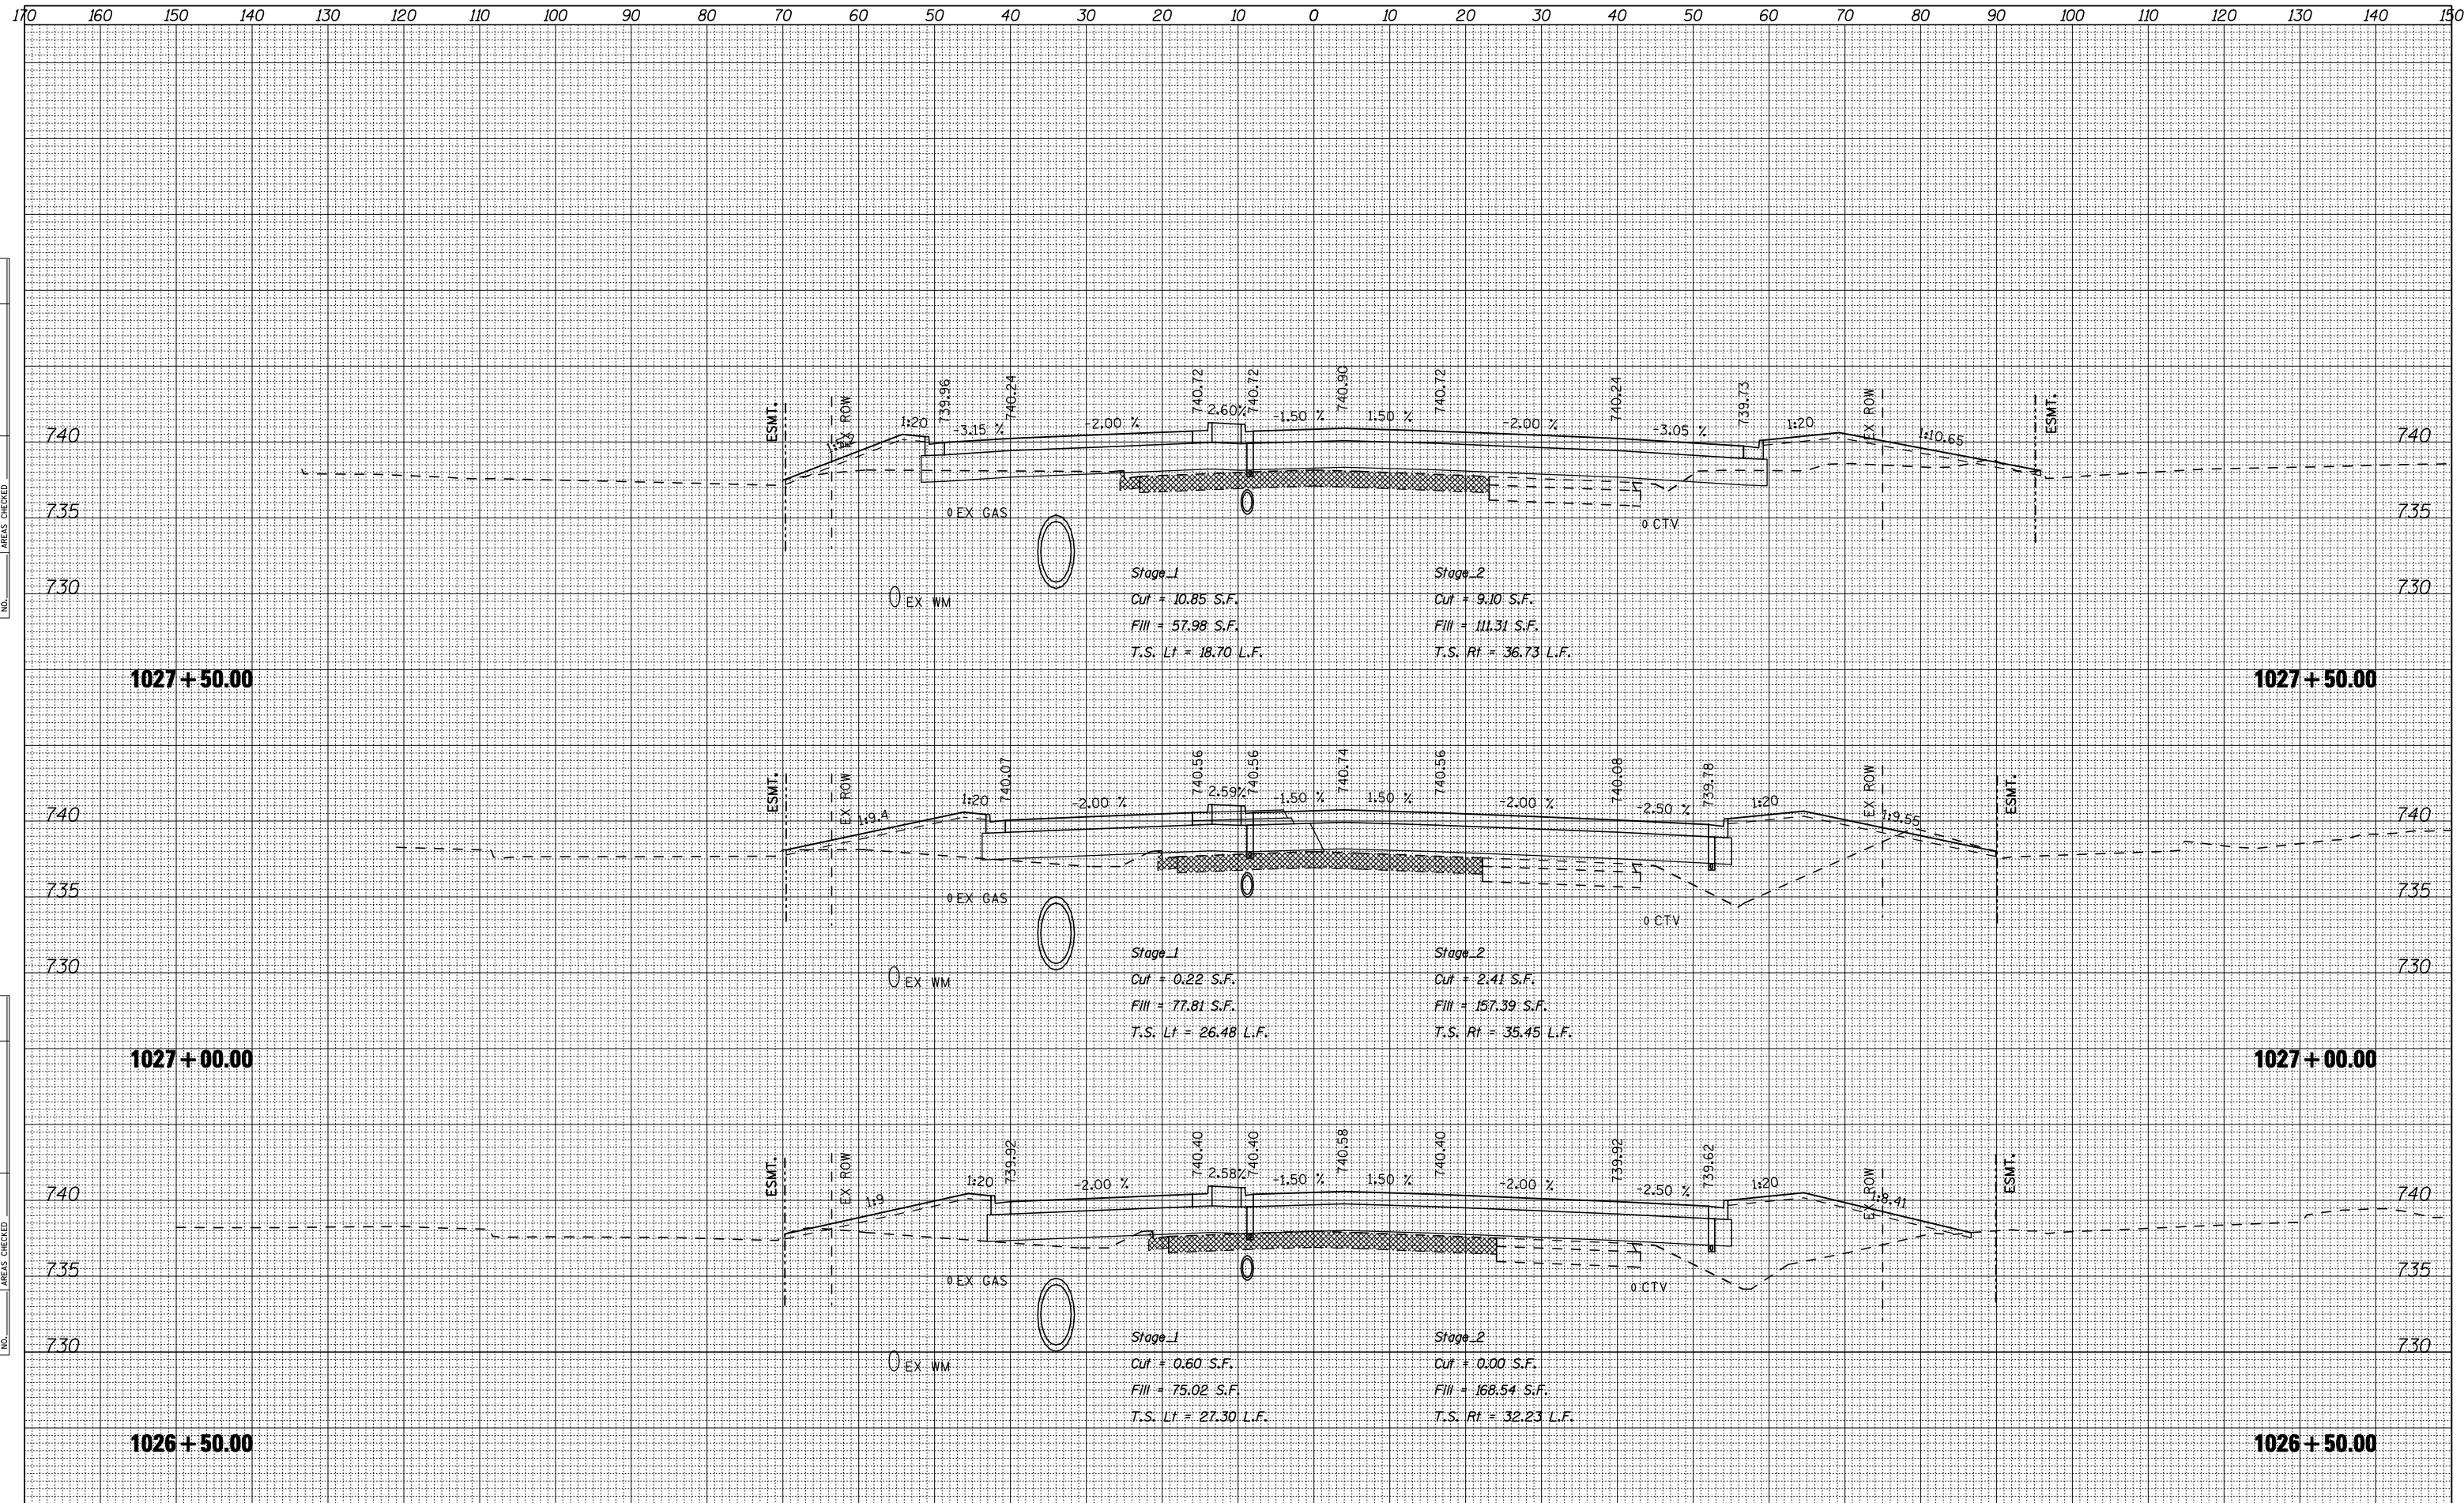 170 160 150 140 130 120 110 100 90 80 70 60 50 40 30 20 10 0 10 20 30 40 50 60 70 80 90 100 110 120 130 140 150
AREAS CHECKED
NO.
ESMT.
EX ROW
1:20
739.96
-3.15 %
740.24
-2.00 %
740.72
2.60%
740.72
-1.50 %
740.90
1.50 %
740.72
-2.00 %
740.24
-3.05 %
739.73
1:20
EX ROW
1:10.65
ESMT.
740
740
735
735
730
730
EX GAS
CTV
EX WM
Stage_1
Cut = 10.85 S.F.
Fill = 57.98 S.F.
T.S. Lt = 18.70 L.F.
Stage_2
Cut = 9.10 S.F.
Fill = 111.31 S.F.
T.S. Rt = 36.73 L.F.
1027+50.00
1027+50.00
ESMT.
EX ROW
1:9.4
1:20
740.07
-2.00 %
740.56
2.59%
740.56
-1.50 %
740.74
1.50 %
740.56
-2.00 %
740.08
-2.50 %
739.78
1:20
EX ROW
1:9.55
ESMT.
740
740
735
735
730
730
EX GAS
CTV
EX WM
Stage_1
Cut = 0.22 S.F.
Fill = 77.81 S.F.
T.S. Lt = 26.48 L.F.
Stage_2
Cut = 2.41 S.F.
Fill = 157.39 S.F.
T.S. Rt = 35.45 L.F.
1027+00.00
1027+00.00
AREAS CHECKED
NO.
ESMT.
EX ROW
1:9
1:20
739.92
-2.00 %
740.40
2.58%
740.40
-1.50 %
740.58
1.50 %
740.40
-2.00 %
739.92
-2.50 %
739.62
1:20
EX ROW
1:8.41
ESMT.
740
740
735
735
730
730
EX GAS
CTV
EX WM
Stage_1
Cut = 0.60 S.F.
Fill = 75.02 S.F.
T.S. Lt = 27.30 L.F.
Stage_2
Cut = 0.00 S.F.
Fill = 168.54 S.F.
T.S. Rt = 32.23 L.F.
1026+50.00
1026+50.00